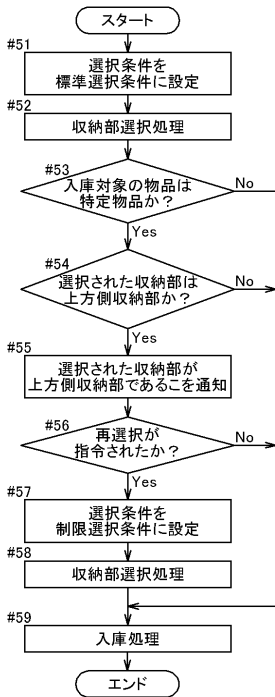 スタート
#51
選択条件を
標準選択条件に設定
#52
収納部選択処理
#53
入庫対象の物品は
特定物品か？
No
Yes
#54
選択された収納部は
上方側収納部か？
No
Yes
#55
選択された収納部が
上方側収納部であるこを通知
#56
再選択が
指令されたか？
No
Yes
#57
選択条件を
制限選択条件に設定
#58
収納部選択処理
#59
入庫処理
エンド